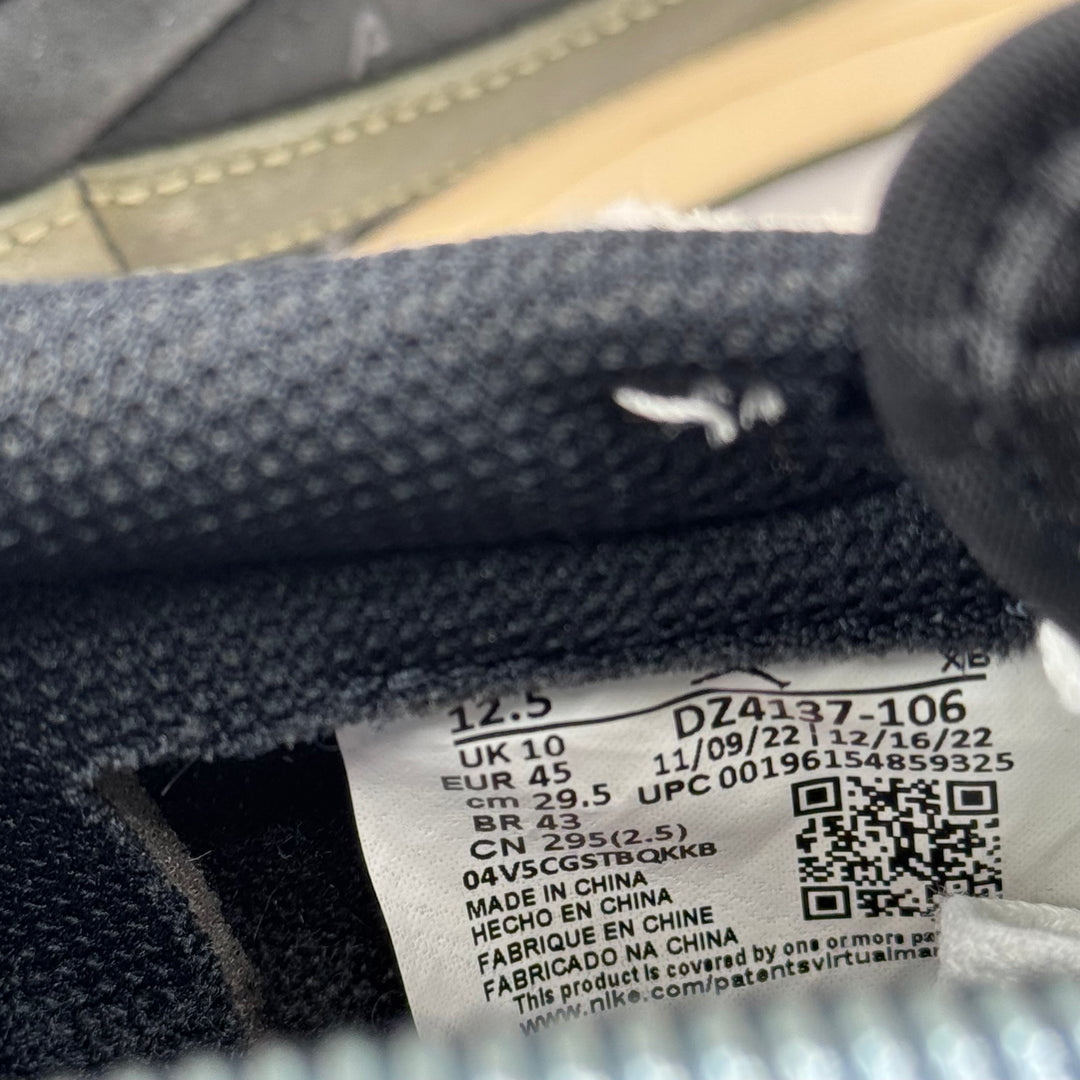 XB
12.5
DZ4137-106
UK 10
11/09/22 | 12/16/22
EUR 45
UPC 00196154859325
cm 29.5
BR 43
CN 295(2.5)
04V5CGSTBQKKB
MADE IN CHINA
HECHO EN CHINA
FABRIQUE EN CHINE
FABRICADO NA CHINA
This product is covered by one or more
www.nike.com/patentsvirtualmar